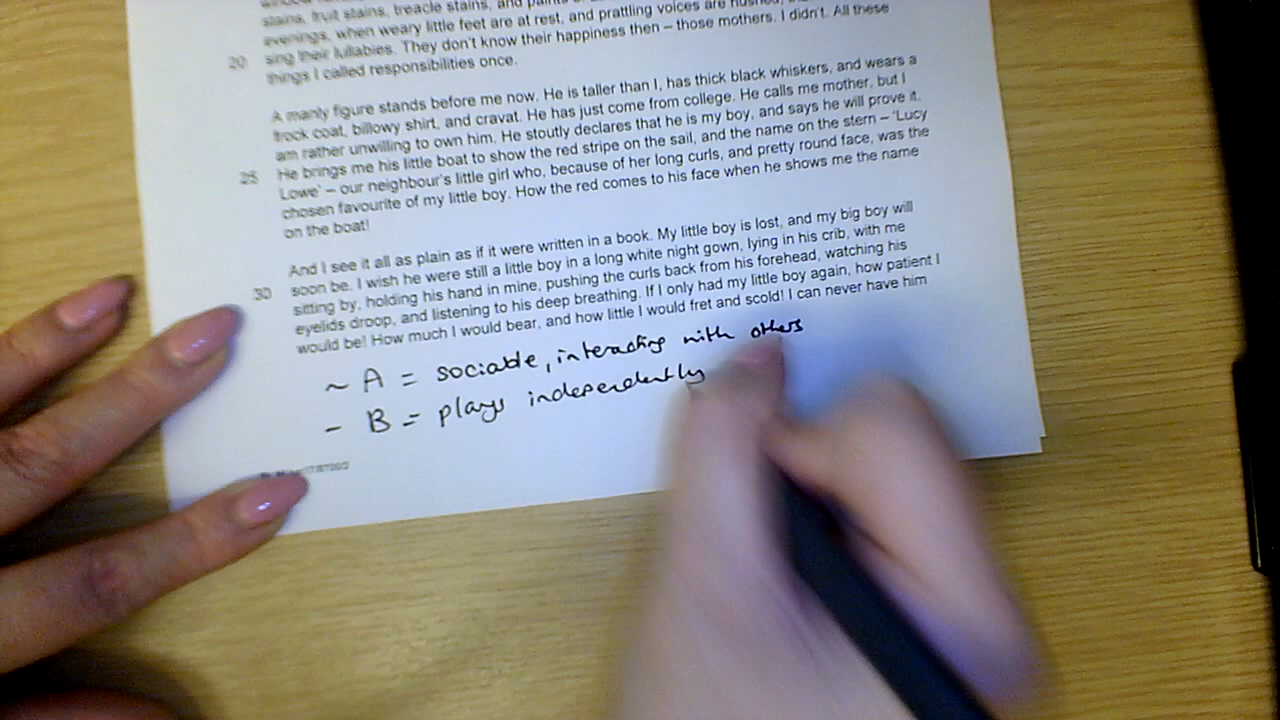 stains, fruit stains, treacle stains, and
evenings, when weary little feet are at rest, and prattling voices are hushed,
20 sing their lullabies. They don't know their happiness then – those mothers. I didn't. All these
things I called responsibilities once.
A manly figure stands before me now. He is taller than I, has thick black whiskers, and wears a
frock coat, billowy shirt, and cravat. He has just come from college. He calls me mother, but I
am rather unwilling to own him. He stoutly declares that he is my boy, and says he will prove it.
25 He brings me his little boat to show the red stripe on the sail, and the name on the stern – 'Lucy
Lowe' – our neighbour's little girl who, because of her long curls, and pretty round face, was the
chosen favourite of my little boy. How the red comes to his face when he shows me the name
on the boat!
And I see it all as plain as if it were written in a book. My little boy is lost, and my big boy will
30 soon be. I wish he were still a little boy in a long white night gown, lying in his crib, with me
sitting by, holding his hand in mine, pushing the curls back from his forehead, watching his
eyelids droop, and listening to his deep breathing. If I only had my little boy again, how patient I
would be! How much I would bear, and how little I would fret and scold! I can never have him
~ A = sociable, interacting with others
- B = plays independently